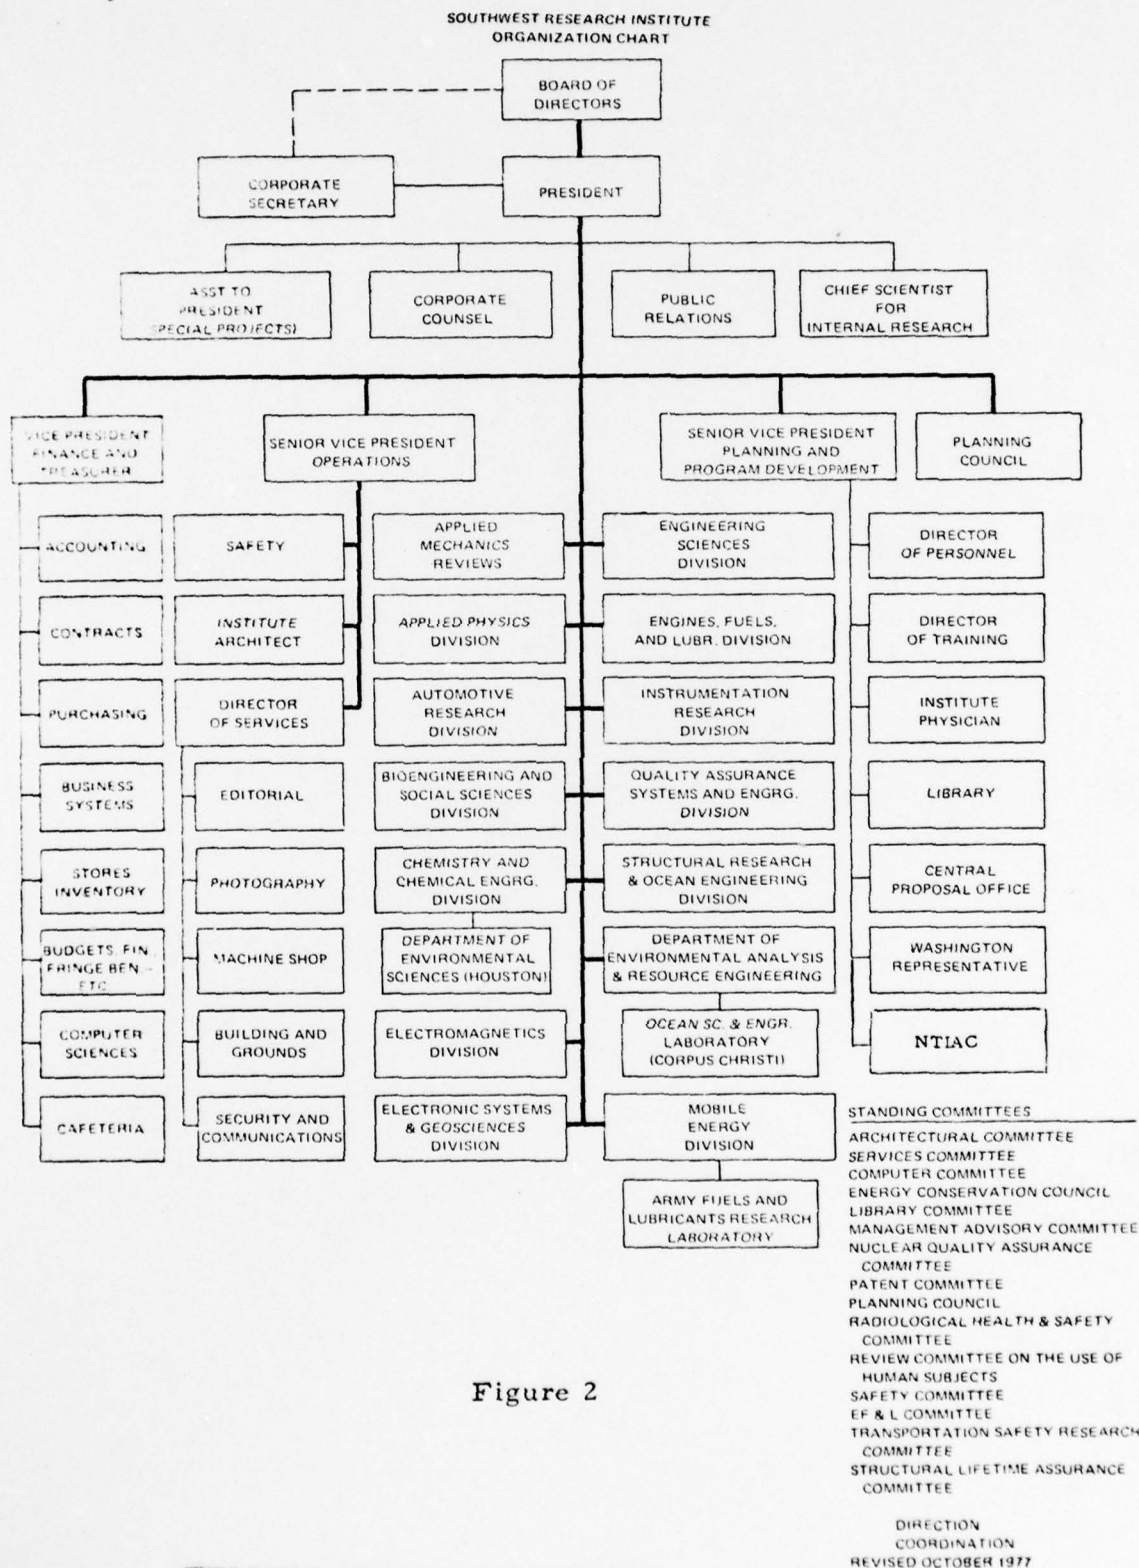 SOUTHWEST RESEARCH INSTITUTE
ORGANIZATION CHART
BOARD OF
DIRECTORS
CORPORATE
SECRETARY
PRESIDENT
ASST TO
PRESIDENT
SPECIAL PROJECTS)
CORPORATE
COUNSEL
PUBLIC
RELATIONS
CHIEF SCIENTIST
FOR
INTERNAL RESEARCH
VICE PRESIDENT
FINANCE AND
TREASURER
SENIOR VICE PRESIDENT
OPERATIONS
SENIOR VICE PRESIDENT
PLANNING AND
PROGRAM DEVELOPMENT
PLANNING
COUNCIL
ACCOUNTING
CONTRACTS
PURCHASING
BUSINESS
SYSTEMS
STORES
INVENTORY
BUDGETS, FIN.,
FRINGE BEN.,
ETC
COMPUTER
SCIENCES
CAFETERIA
SAFETY
INSTITUTE
ARCHITECT
DIRECTOR
OF SERVICES
EDITORIAL
PHOTOGRAPHY
MACHINE SHOP
BUILDING AND
GROUNDS
SECURITY AND
COMMUNICATIONS
APPLIED
MECHANICS
REVIEWS
APPLIED PHYSICS
DIVISION
AUTOMOTIVE
RESEARCH
DIVISION
BIOENGINEERING AND
SOCIAL SCIENCES
DIVISION
CHEMISTRY AND
CHEMICAL ENGRG.
DIVISION
DEPARTMENT OF
ENVIRONMENTAL
SCIENCES (HOUSTON)
ELECTROMAGNETICS
DIVISION
ELECTRONIC SYSTEMS
& GEOSCIENCES
DIVISION
ENGINEERING
SCIENCES
DIVISION
ENGINES, FUELS,
AND LUBR. DIVISION
INSTRUMENTATION
RESEARCH
DIVISION
QUALITY ASSURANCE
SYSTEMS AND ENGRG.
DIVISION
STRUCTURAL RESEARCH
& OCEAN ENGINEERING
DIVISION
DEPARTMENT OF
ENVIRONMENTAL ANALYSIS
& RESOURCE ENGINEERING
OCEAN SC. & ENGR.
LABORATORY
(CORPUS CHRISTI)
MOBILE
ENERGY
DIVISION
ARMY FUELS AND
LUBRICANTS RESEARCH
LABORATORY
DIRECTOR
OF PERSONNEL
DIRECTOR
OF TRAINING
INSTITUTE
PHYSICIAN
LIBRARY
CENTRAL
PROPOSAL OFFICE
WASHINGTON
REPRESENTATIVE
NTIAC
STANDING COMMITTEES
ARCHITECTURAL COMMITTEE
SERVICES COMMITTEE
COMPUTER COMMITTEE
ENERGY CONSERVATION COUNCIL
LIBRARY COMMITTEE
MANAGEMENT ADVISORY COMMITTEE
NUCLEAR QUALITY ASSURANCE
COMMITTEE
PATENT COMMITTEE
PLANNING COUNCIL
RADIOLOGICAL HEALTH & SAFETY
COMMITTEE
REVIEW COMMITTEE ON THE USE OF
HUMAN SUBJECTS
SAFETY COMMITTEE
EF & L COMMITTEE
TRANSPORTATION SAFETY RESEARCH
COMMITTEE
STRUCTURAL LIFETIME ASSURANCE
COMMITTEE
DIRECTION
COORDINATION
REVISED OCTOBER 1977
Figure 2